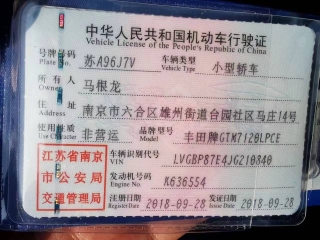 中华人民共和国机动车行驶证
Vehicle License of the People's Republic of China
号牌号码 苏A96J7V 车辆类型 小型轿车
Plate No. Vehicle Type
所有人 马根龙
Owner
住址 南京市六合区雄州街道台园社区马庄14号
Address
使用性质 非营运 品牌型号 丰田牌GTM7120LPCE
江苏省南京
市公安局
交通管理局
车辆识别代号 LVGBP87E4JG210840
VIN
发动机号码 K636554
Engine No.
注册日期 2018-09-28 发证日期 2018-09-28
Register Date Issue Date